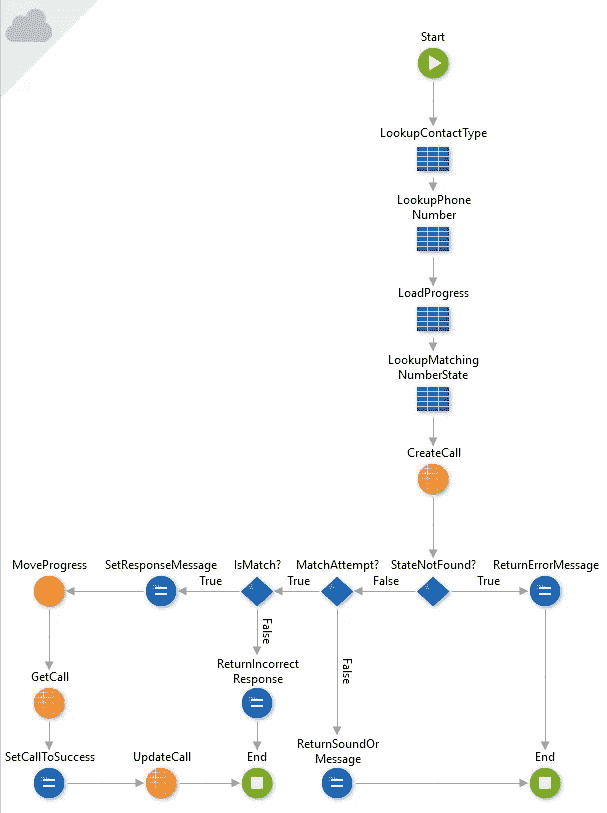 Start
LookupContactType
LookupPhone
Number
LoadProgress
LookupMatching
NumberState
CreateCall
MoveProgress
SetResponseMessage
IsMatch?
MatchAttempt?
StateNotFound?
ReturnErrorMessage
True
True
False
True
False
False
GetCall
ReturnIncorrect
Response
SetCallToSuccess
UpdateCall
End
ReturnSoundOr
Message
End